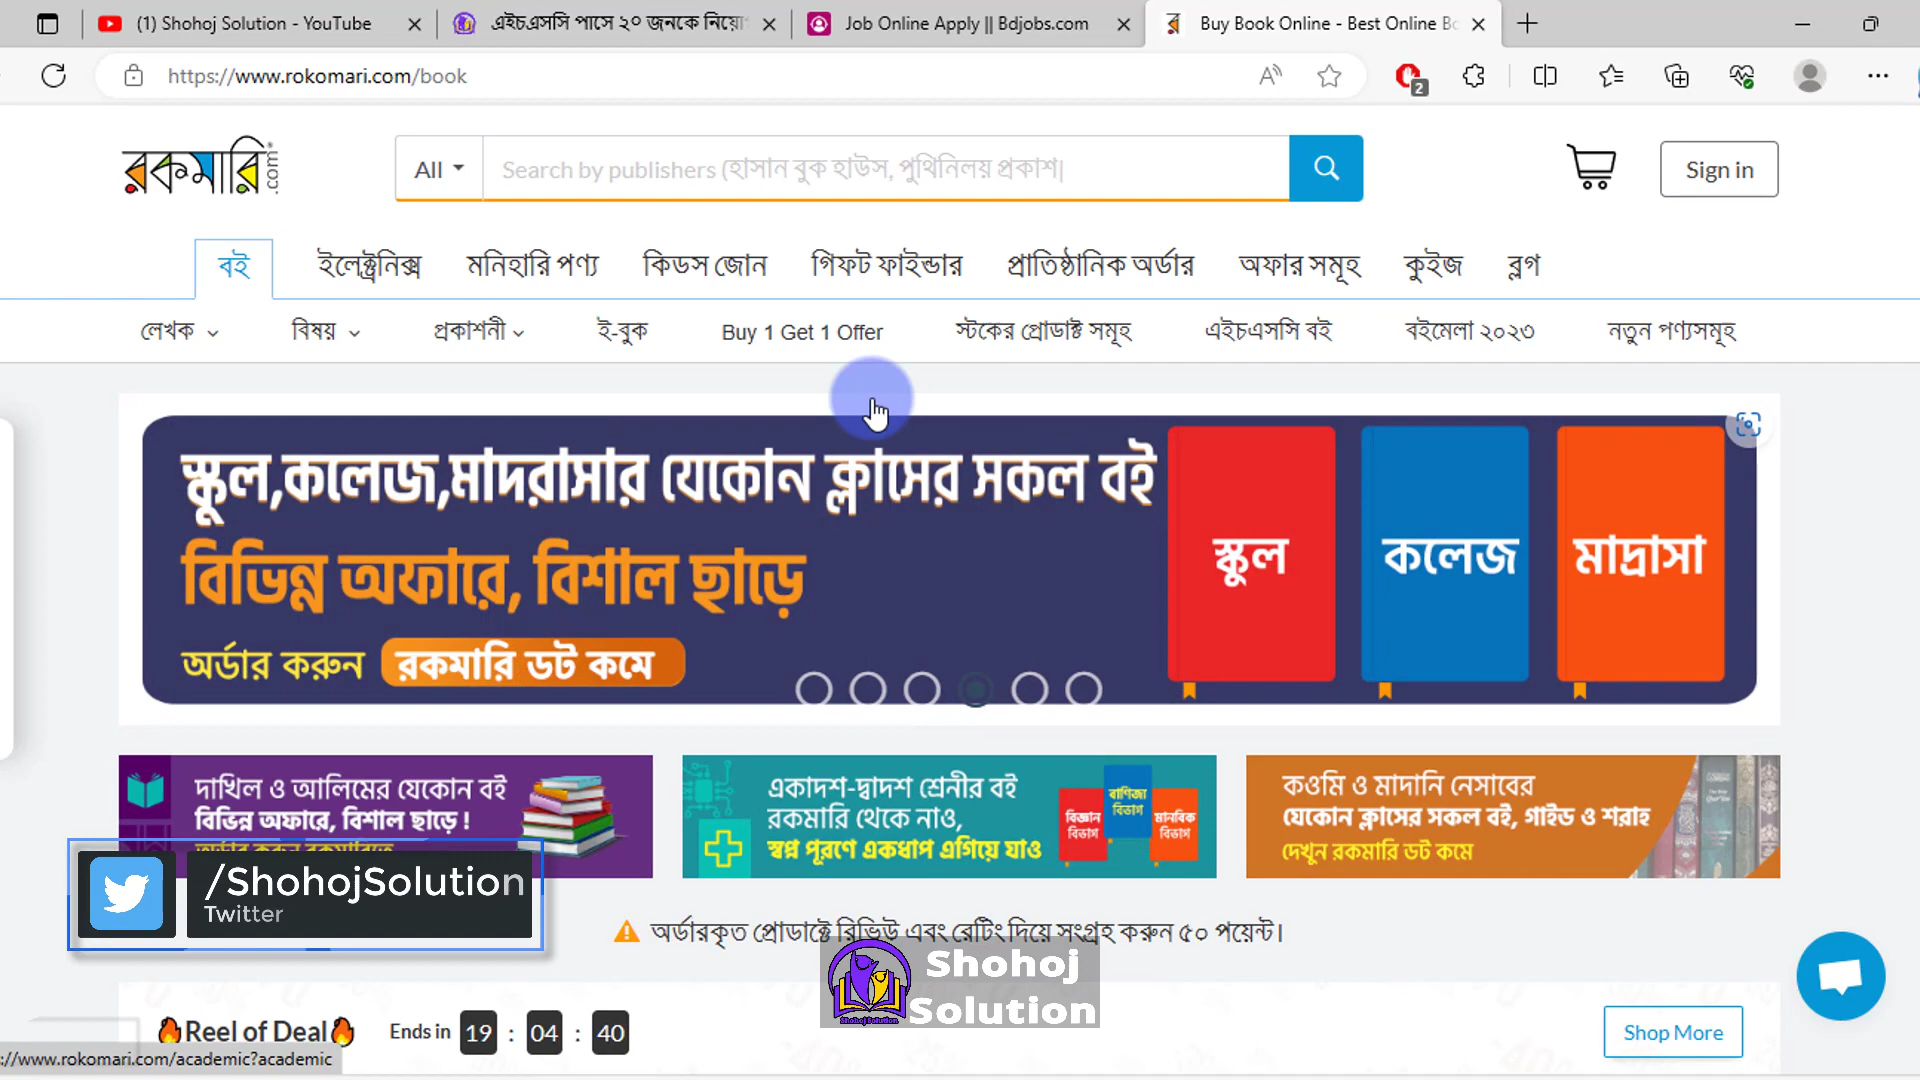 (1) Shohoj Solution - YouTube
এইচএসসি পাসে ২০ জনকে নিয়ো
Job Online Apply || Bdjobs.com
Buy Book Online - Best Online Bo
https://www.rokomari.com/book
2
রকমারি.com
All
Search by publishers (হাসান বুক হাউস, পুথিনিলয় প্রকাশ|
Sign in
বই ইলেক্ট্রনিক্স মনিহারি পণ্য কিডস জোন গিফট ফাইন্ডার প্রাতিষ্ঠানিক অর্ডার অফার সমূহ কুইজ ব্লগ
লেখক বিষয় প্রকাশনী ই-বুক Buy 1 Get 1 Offer স্টকের প্রোডাক্ট সমূহ এইচএসসি বই বইমেলা ২০২৩ নতুন পণ্যসমূহ
স্কুল,কলেজ,মাদরাসার যেকোন ক্লাসের সকল বই
বিভিন্ন অফারে, বিশাল ছাড়ে
অর্ডার করুন রকমারি ডট কমে
স্কুল
কলেজ
মাদ্রাসা
দাখিল ও আলিমের যেকোন বই
বিভিন্ন অফারে, বিশাল ছাড়ে !
অর্ডার করুন রকমারিতে
একাদশ-দ্বাদশ শ্রেনীর বই
রকমারি থেকে নাও,
স্বপ্ন পূরণে একধাপ এগিয়ে যাও
বিজ্ঞান
বিভাগ
বাণিজ্য
বিভাগ
মানবিক
বিভাগ
কওমি ও মাদানি নেসাবের
যেকোন ক্লাসের সকল বই, গাইড ও শরাহ
দেখুন রকমারি ডট কমে
/ShohojSolution
Twitter
অর্ডারকৃত প্রোডাক্টে রিভিউ এবং রেটিং দিয়ে সংগ্রহ করুন ৫০ পয়েন্ট।
Shohoj
Solution
Shohoj Solution
Reel of Deal Ends in 19 : 04 : 40
Shop More
://www.rokomari.com/academic?academic